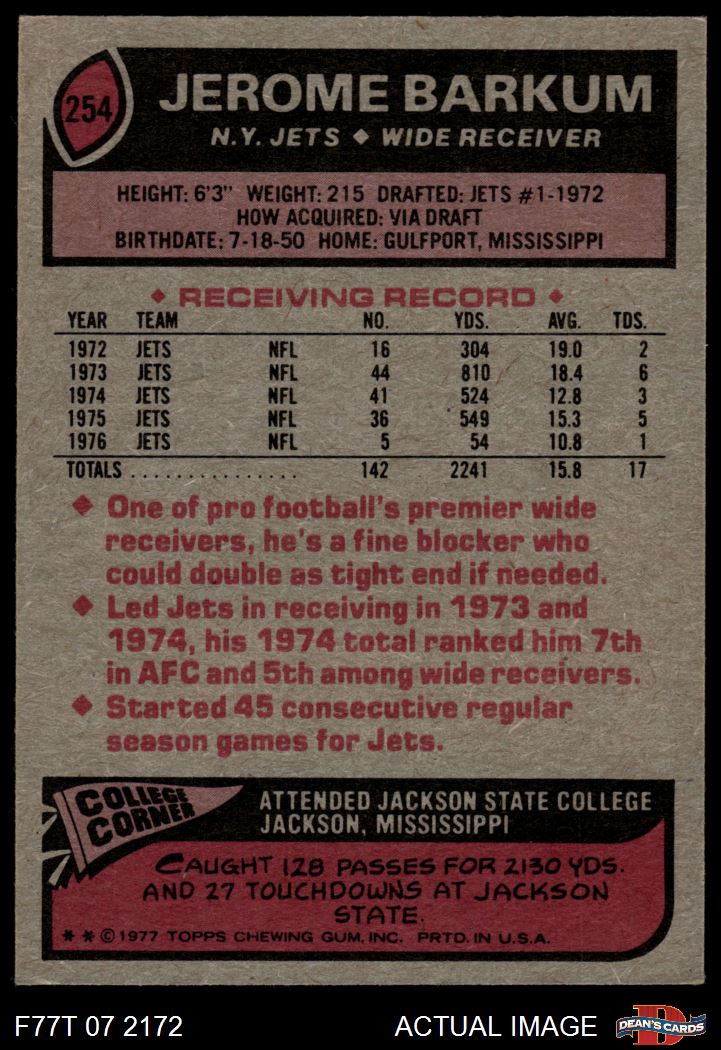 254
JEROME BARKUM
N.Y. JETS ◆ WIDE RECEIVER
HEIGHT: 6'3" WEIGHT: 215 DRAFTED: JETS #1-1972
HOW ACQUIRED: VIA DRAFT
BIRTHDATE: 7-18-50 HOME: GULFPORT, MISSISSIPPI
◆ RECEIVING RECORD ◆
YEAR TEAM NO. YDS. AVG. TDS.
1972 JETS NFL 16 304 19.0 2
1973 JETS NFL 44 810 18.4 6
1974 JETS NFL 41 524 12.8 3
1975 JETS NFL 36 549 15.3 5
1976 JETS NFL 5 54 10.8 1
TOTALS ............... 142 2241 15.8 17
◆ One of pro football's premier wide
receivers, he's a fine blocker who
could double as tight end if needed.
◆ Led Jets in receiving in 1973 and
1974, his 1974 total ranked him 7th
in AFC and 5th among wide receivers.
◆ Started 45 consecutive regular
season games for Jets.
COLLEGE
CORNER
ATTENDED JACKSON STATE COLLEGE
JACKSON, MISSISSIPPI
CAUGHT 128 PASSES FOR 2130 YDS.
AND 27 TOUCHDOWNS AT JACKSON
STATE.
* * © 1977 TOPPS CHEWING GUM, INC. PRTD. IN U.S.A.
F77T 07 2172
ACTUAL IMAGE
D
DEAN'S CARDS